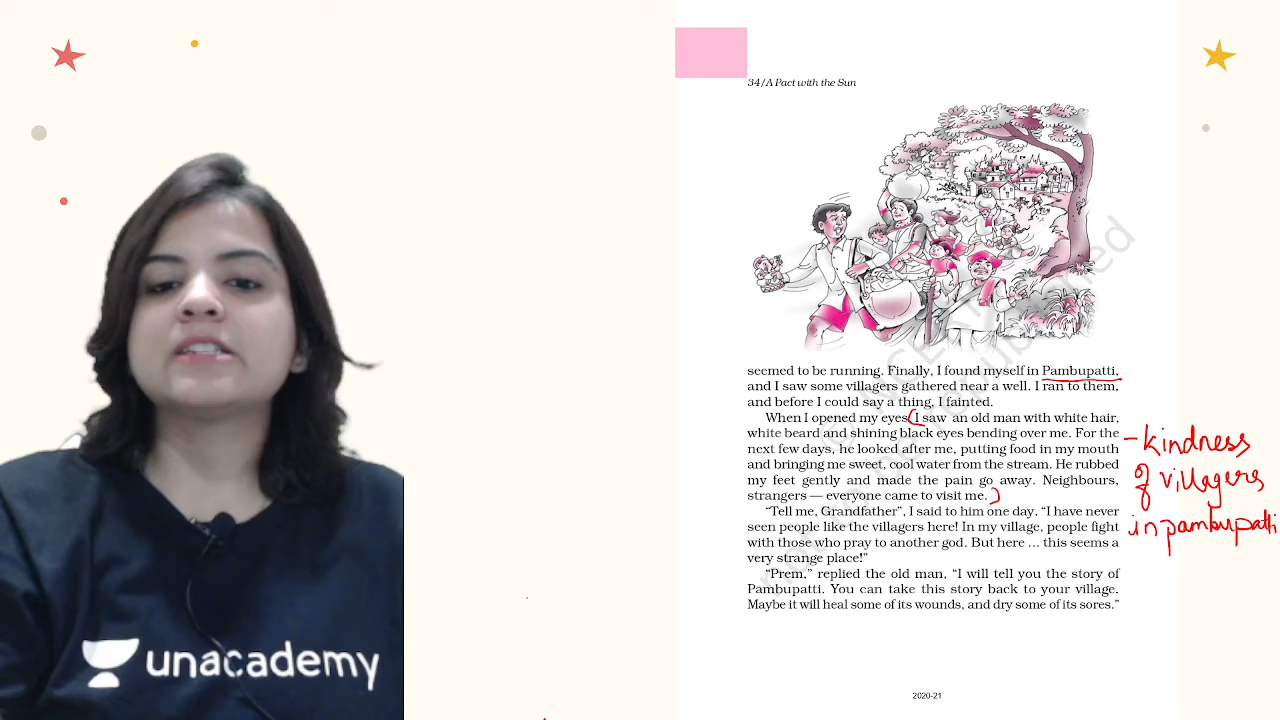 34/A Pact with the Sun
seemed to be running. Finally, I found myself in Pambupatti,
and I saw some villagers gathered near a well. I ran to them,
and before I could say a thing, I fainted.
When I opened my eyes I saw an old man with white hair,
white beard and shining black eyes bending over me. For the
next few days, he looked after me, putting food in my mouth
and bringing me sweet, cool water from the stream. He rubbed
my feet gently and made the pain go away. Neighbours,
strangers — everyone came to visit me.
“Tell me, Grandfather”, I said to him one day. “I have never
seen people like the villagers here! In my village, people fight
with those who pray to another god. But here ... this seems a
very strange place!”
“Prem,” replied the old man, “I will tell you the story of
Pambupatti. You can take this story back to your village.
Maybe it will heal some of its wounds, and dry some of its sores.”
- kindness
of villagers
in pambupatti
unacademy
2020-21